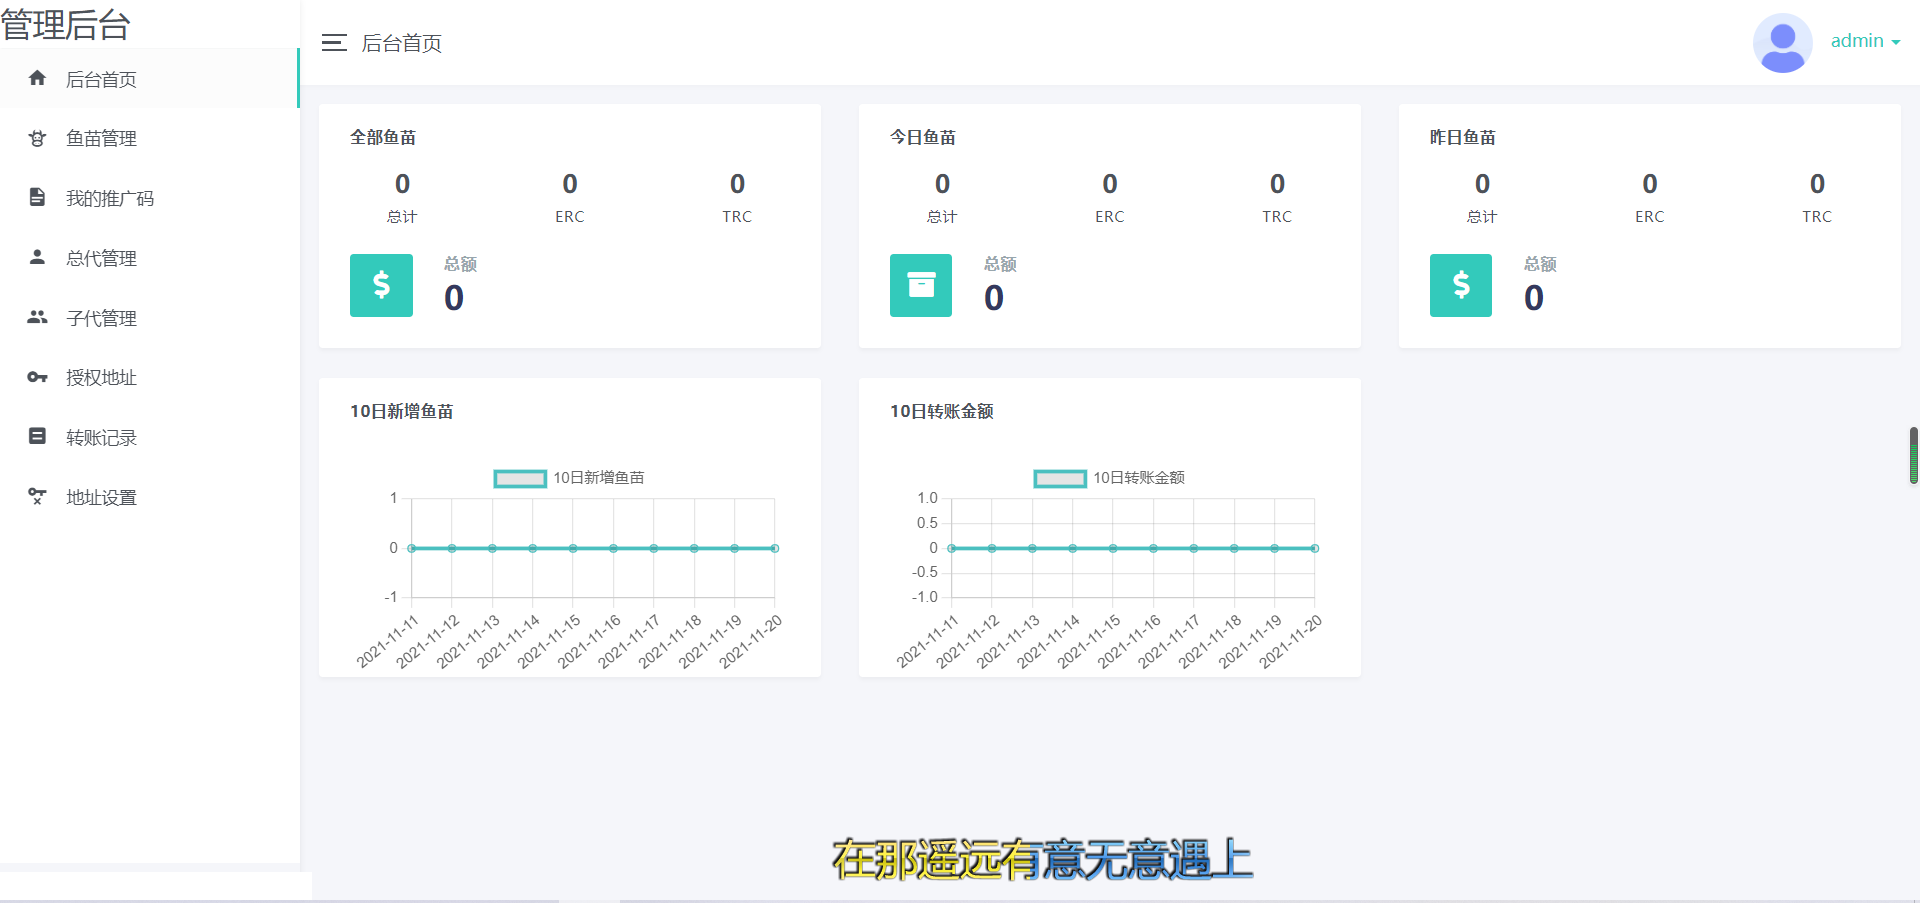 管理后台
后台首页
鱼苗管理
我的推广码
总代管理
子代管理
授权地址
转账记录
地址设置
后台首页
admin
全部鱼苗
0 0 0
总计 ERC TRC
总额
0
今日鱼苗
0 0 0
总计 ERC TRC
总额
0
昨日鱼苗
0 0 0
总计 ERC TRC
总额
0
10日新增鱼苗
10日新增鱼苗
1
0
-1
2021-11-11 2021-11-12 2021-11-13 2021-11-14 2021-11-15 2021-11-16 2021-11-17 2021-11-18 2021-11-19 2021-11-20
10日转账金额
10日转账金额
1.0
0.5
0
-0.5
-1.0
2021-11-11 2021-11-12 2021-11-13 2021-11-14 2021-11-15 2021-11-16 2021-11-17 2021-11-18 2021-11-19 2021-11-20
在那遥远有意无意遇上